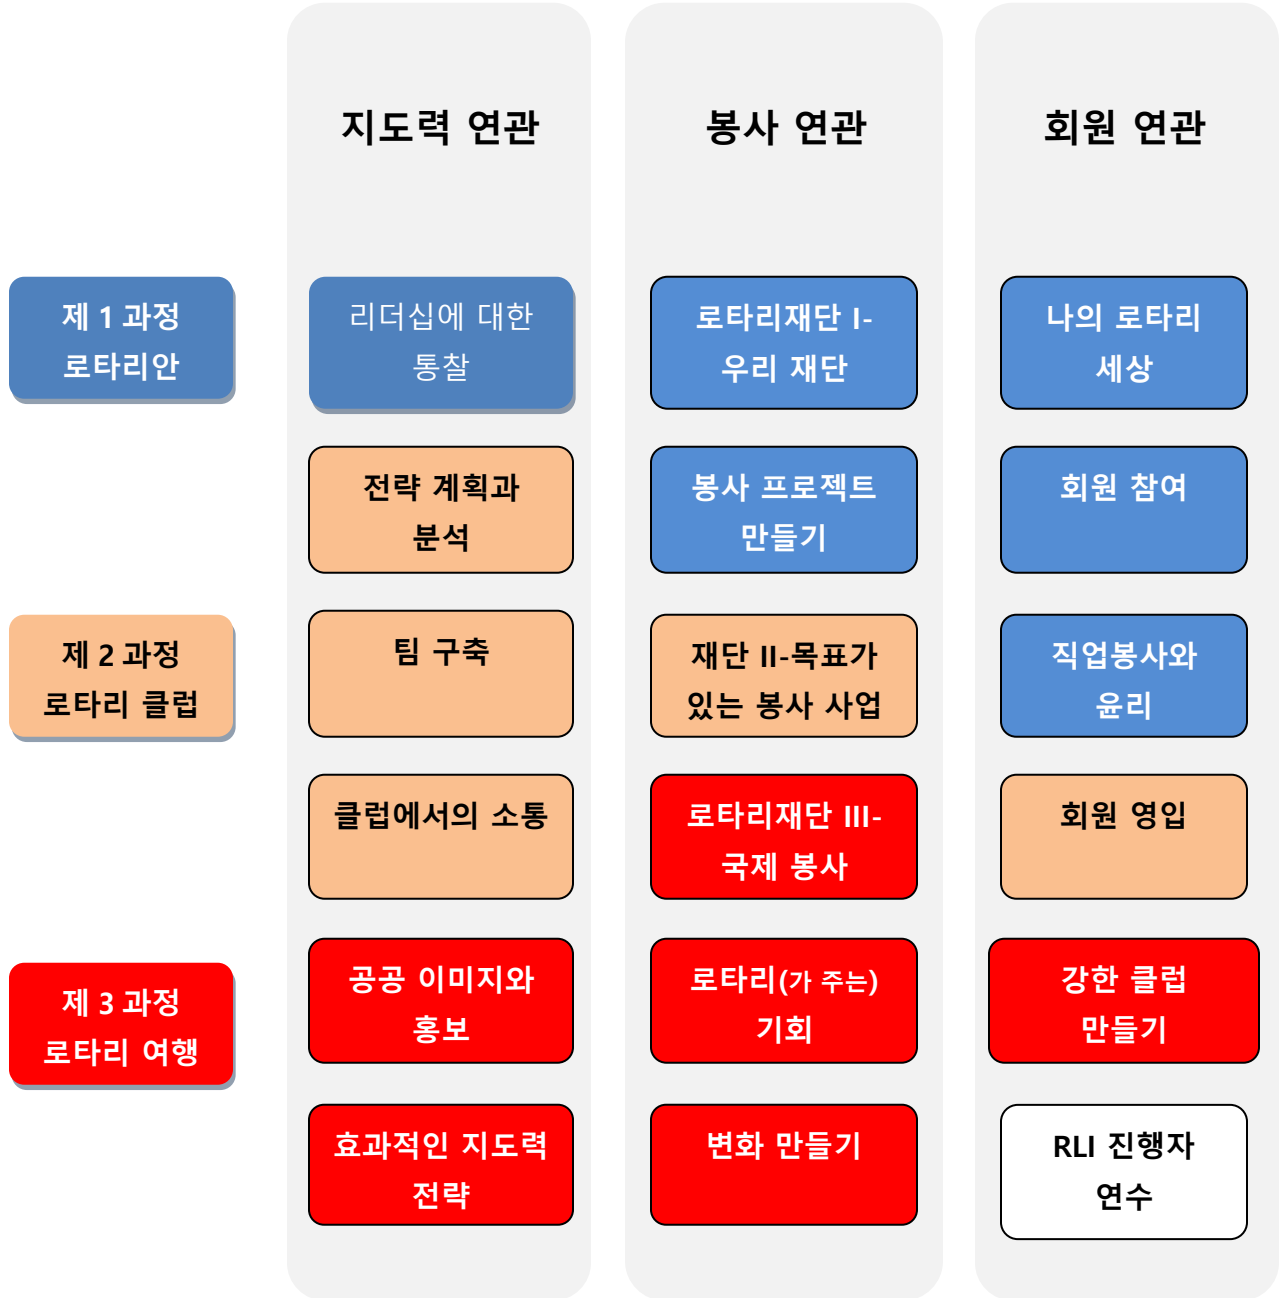 지도력 연관
봉사 연관
회원 연관
제 1 과정
로타리안
리더십에 대한
통찰
로타리재단 I-
우리 재단
나의 로타리
세상
전략 계획과
분석
봉사 프로젝트
만들기
회원 참여
제 2 과정
로타리 클럽
팀 구축
재단 II-목표가
있는 봉사 사업
직업봉사와
윤리
클럽에서의 소통
로타리재단 III-
국제 봉사
회원 영입
제 3 과정
로타리 여행
공공 이미지와
홍보
로타리(가 주는)
기회
강한 클럽
만들기
효과적인 지도력
전략
변화 만들기
RLI 진행자
연수